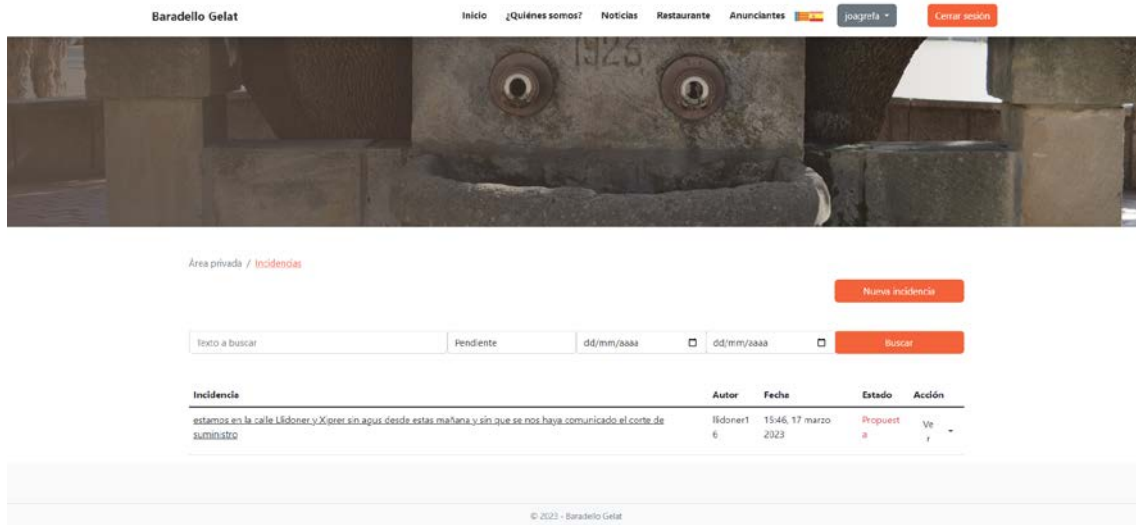 Baradello Gelat Inicio ¿Quiénes somos? Noticias Restaurante Anunciantes joagrefa Cerrar sesión
1925
Área privada / Incidencias
Nueva incidencia
Texto a buscar Pendiente dd/mm/aaaa dd/mm/aaaa Buscar
Incidencia Autor Fecha Estado Acción
estamos en la calle Llidoner y Xiprer sin agus desde estas mañana y sin que se nos haya comunicado el corte de llidoner1 15:46, 17 marzo Propuest Ve
suministro 6 2023 a r
© 2023 - Baradello Gelat